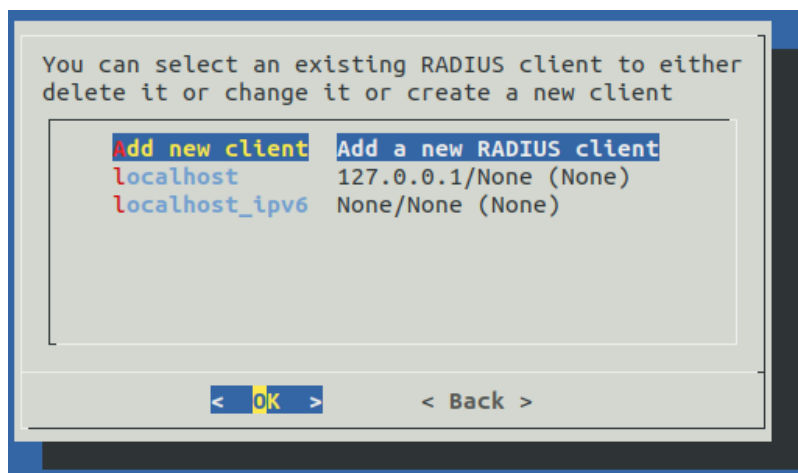 You can select an existing RADIUS client to either
delete it or change it or create a new client
Add new client Add a new RADIUS client
localhost 127.0.0.1/None (None)
localhost_ipv6 None/None (None)
< OK > < Back >